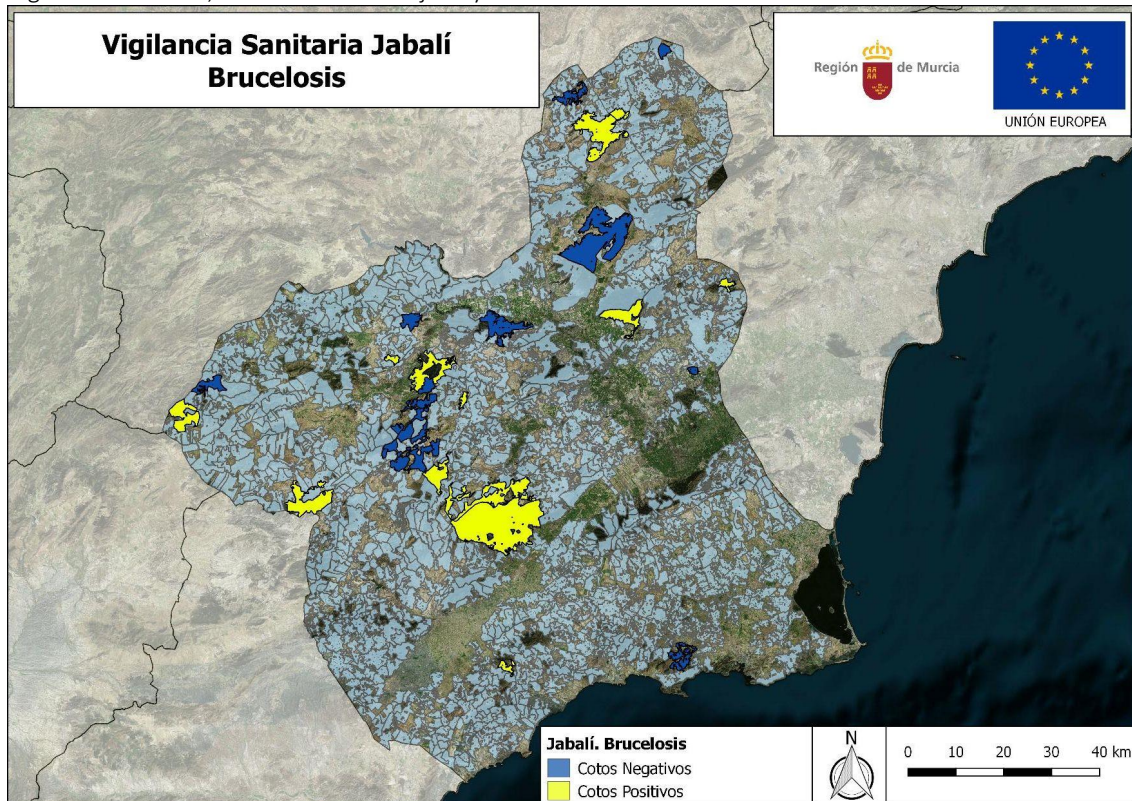 Vigilancia Sanitaria Jabalí
Brucelosis
Región de Murcia
UNIÓN EUROPEA
Jabalí. Brucelosis
Cotos Negativos
Cotos Positivos
N
0 10 20 30 40 km